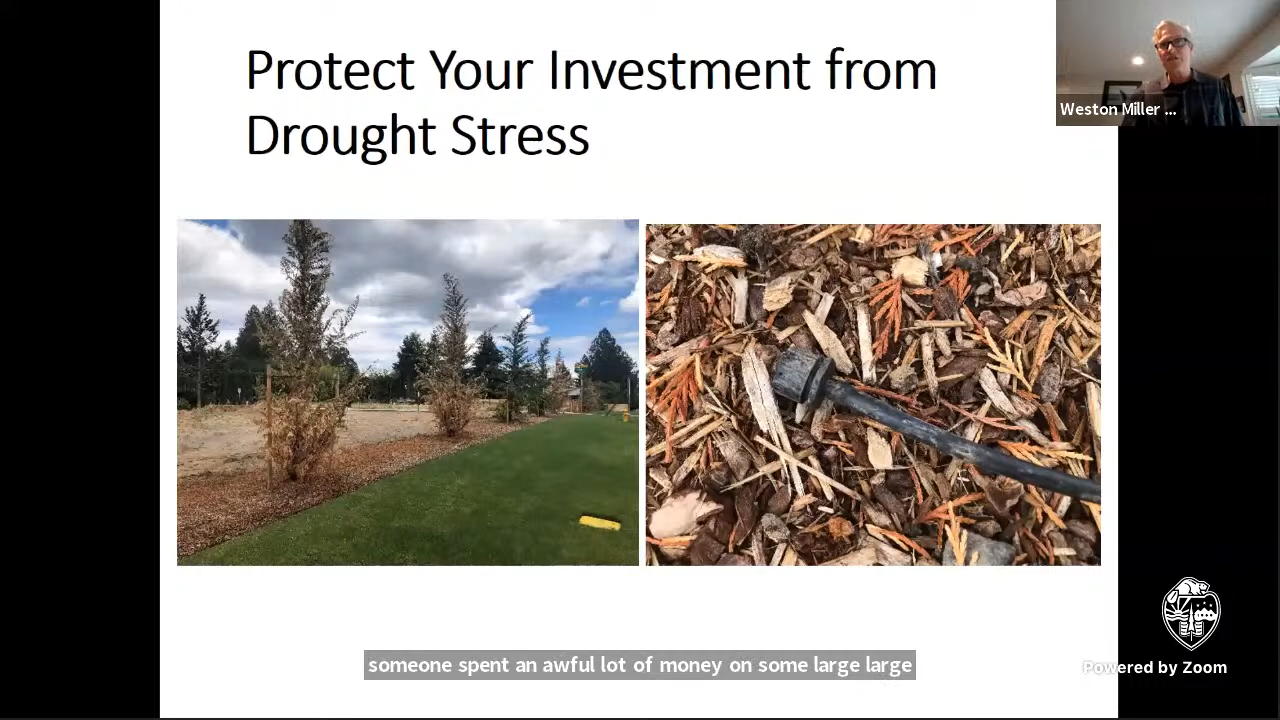 Protect Your Investment from
Drought Stress
Weston Miller ...
someone spent an awful lot of money on some large large
Powered by Zoom